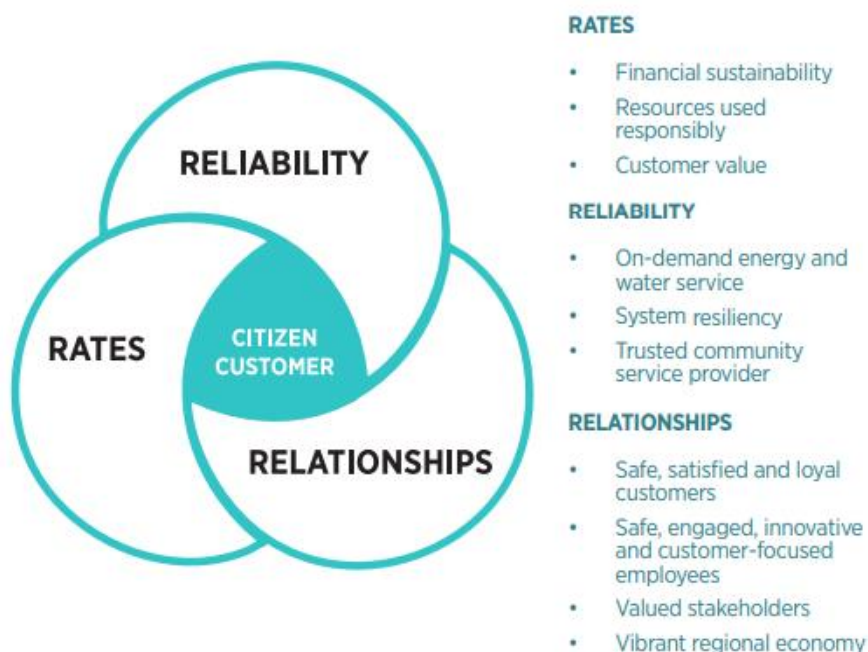 RELIABILITY
RATES
CITIZEN
CUSTOMER
RELATIONSHIPS
RATES
• Financial sustainability
• Resources used
responsibly
• Customer value
RELIABILITY
• On-demand energy and
water service
• System resiliency
• Trusted community
service provider
RELATIONSHIPS
• Safe, satisfied and loyal
customers
• Safe, engaged, innovative
and customer-focused
employees
• Valued stakeholders
• Vibrant regional economy